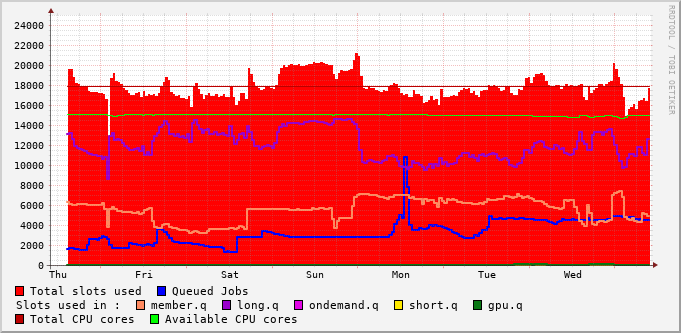 24000
22000
20000
18000
16000
14000
12000
10000
8000
6000
4000
2000
0
Thu Fri Sat Sun Mon Tue Wed
RRDTOOL / TOBI OETIKER
Total slots used Queued Jobs
Slots used in : member.q long.q ondemand.q short.q gpu.q
Total CPU cores Available CPU cores